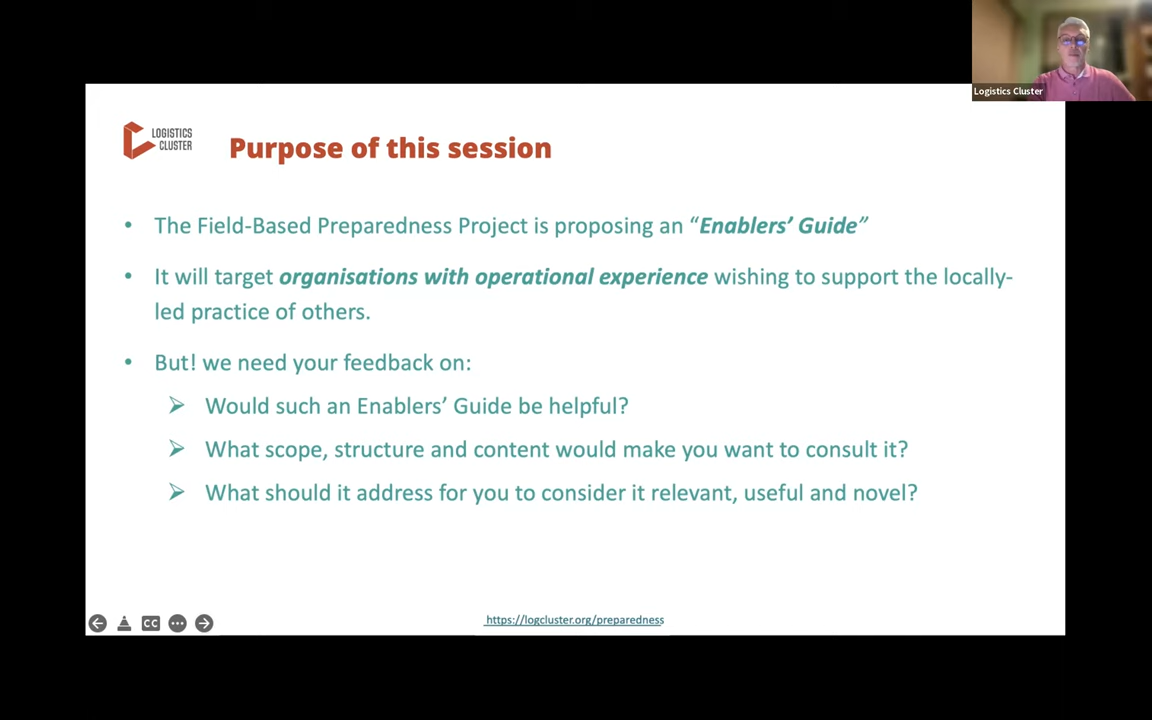 Logistics Cluster
LOGISTICS
CLUSTER
Purpose of this session
• The Field-Based Preparedness Project is proposing an “Enablers’ Guide”
• It will target organisations with operational experience wishing to support the locally-
led practice of others.
• But! we need your feedback on:
➢ Would such an Enablers’ Guide be helpful?
➢ What scope, structure and content would make you want to consult it?
➢ What should it address for you to consider it relevant, useful and novel?
CC
https://logcluster.org/preparedness